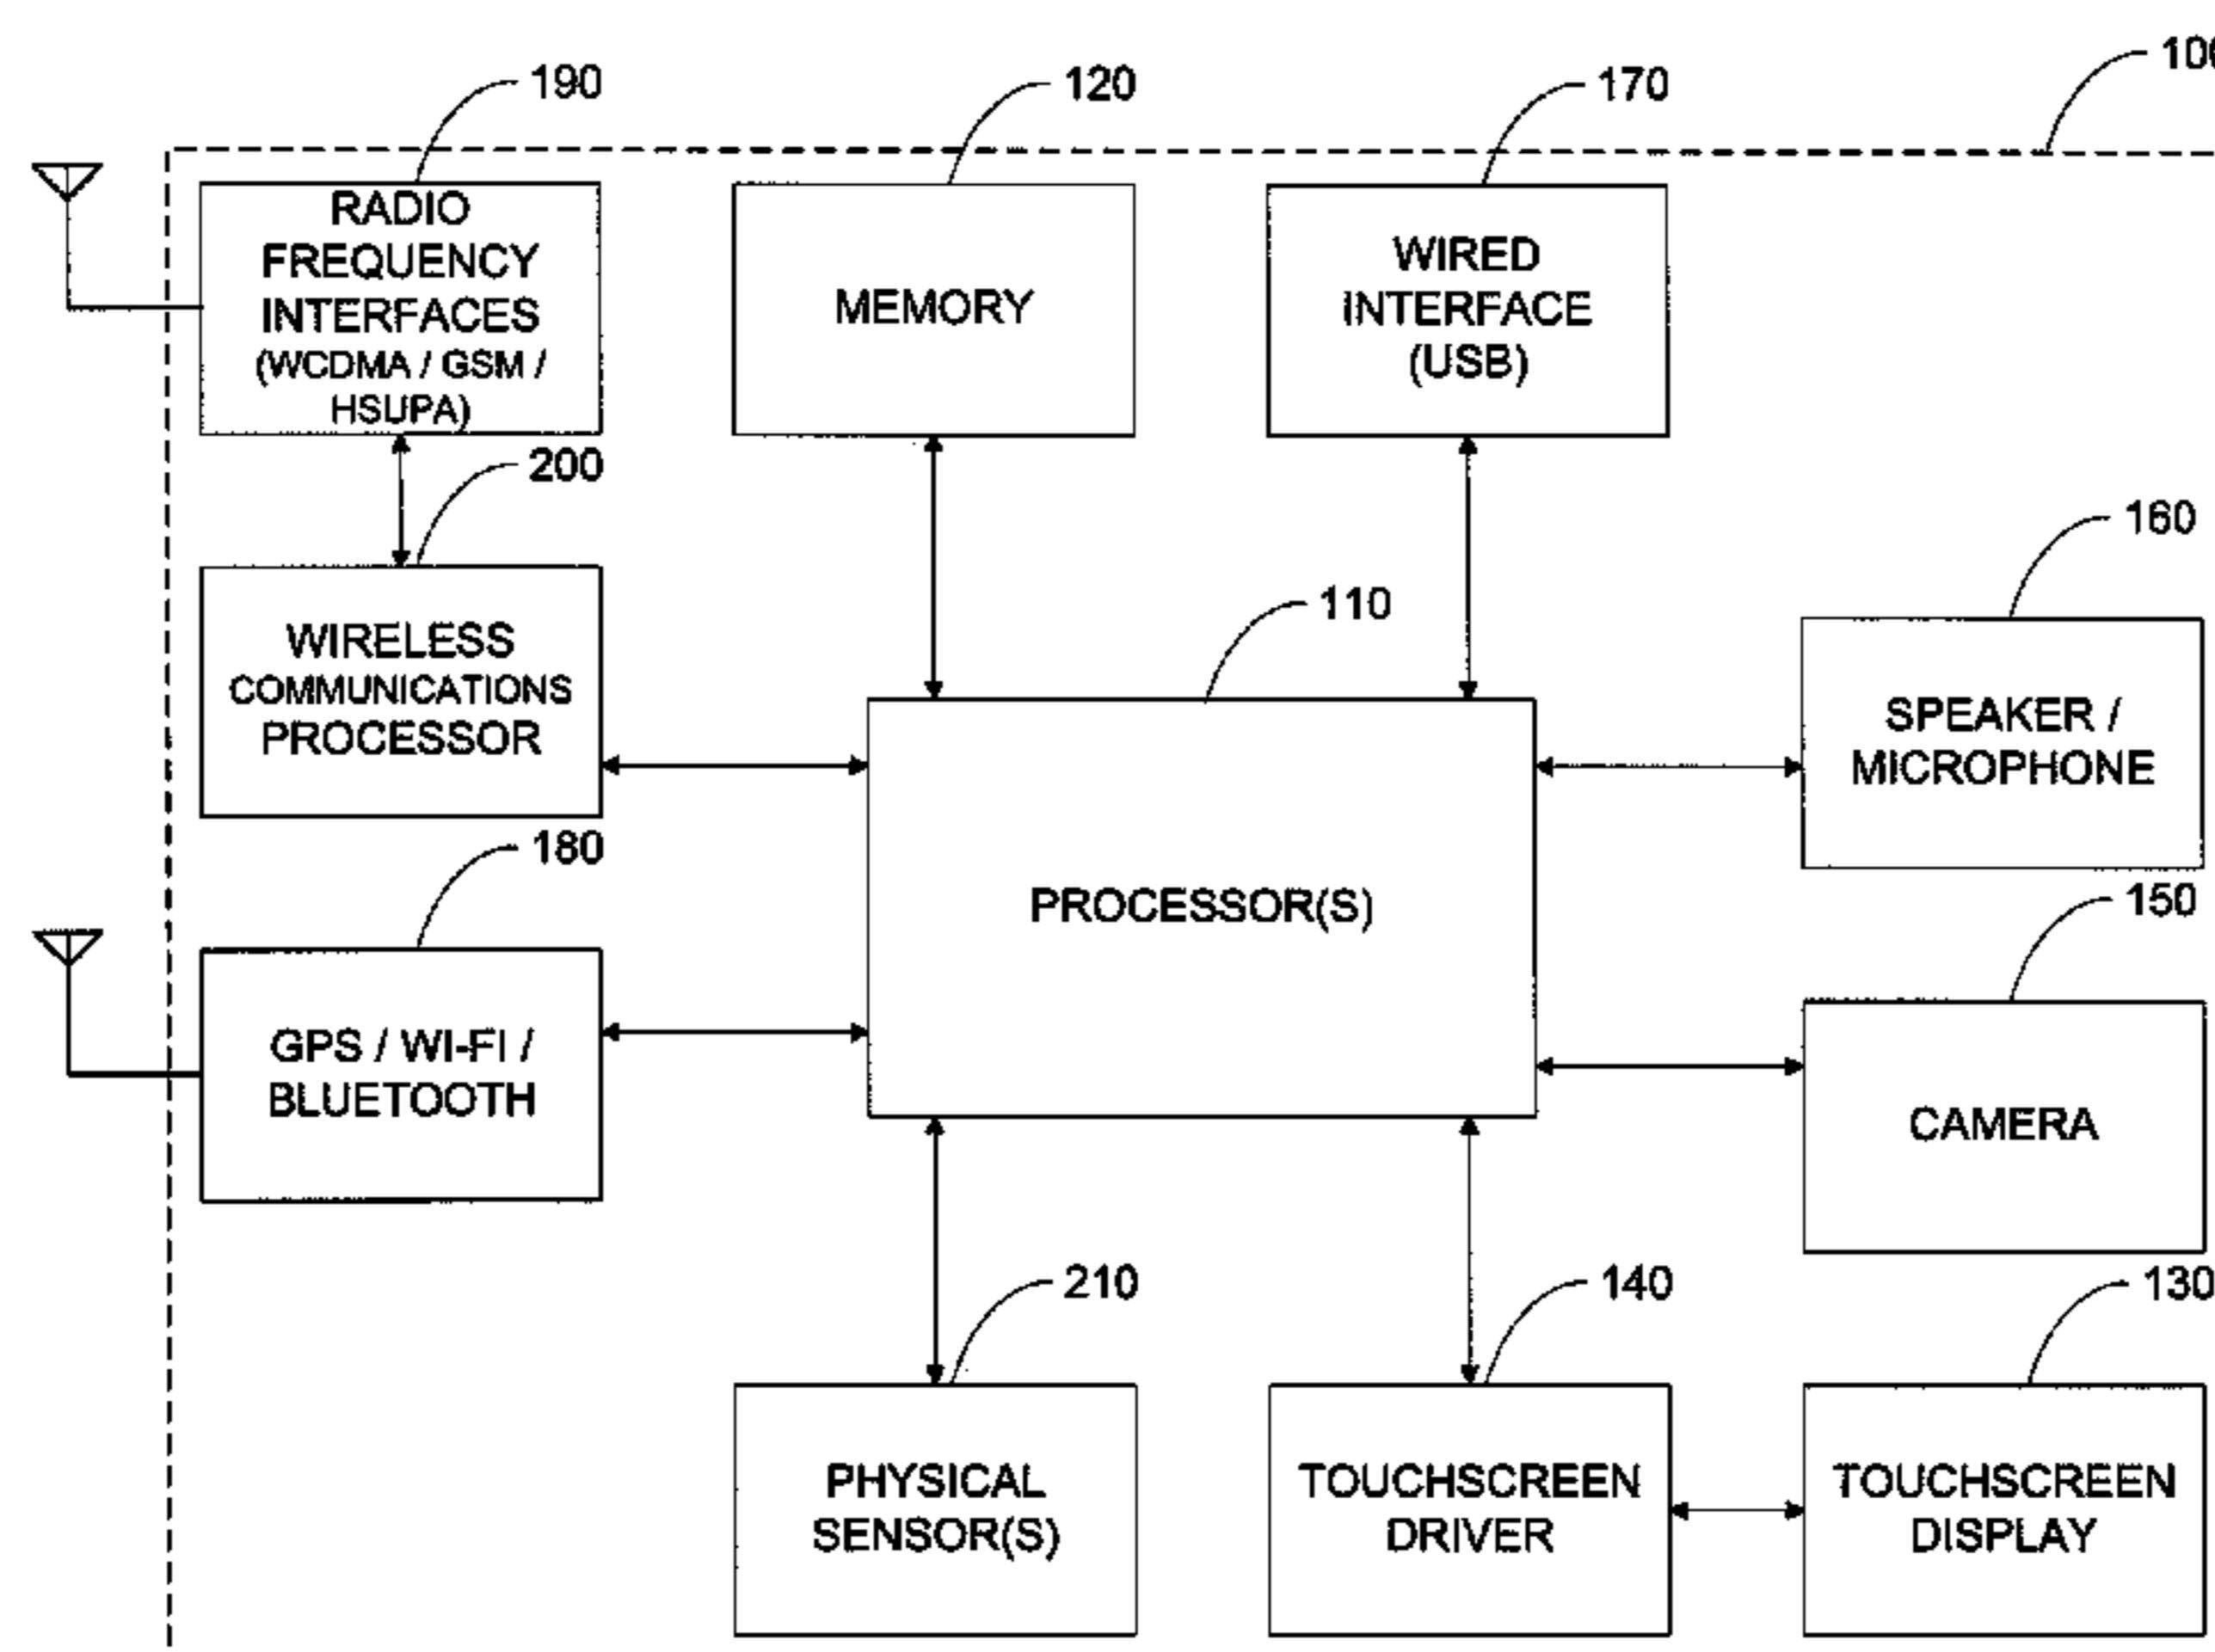 100
190
120
170
RADIO
FREQUENCY
INTERFACES
(WCDMA / GSM /
HSUPA)
MEMORY
WIRED
INTERFACE
(USB)
200
160
110
WIRELESS
COMMUNICATIONS
PROCESSOR
SPEAKER /
MICROPHONE
180
PROCESSOR(S)
150
GPS / WI-FI /
BLUETOOTH
CAMERA
210
140
130
PHYSICAL
SENSOR(S)
TOUCHSCREEN
DRIVER
TOUCHSCREEN
DISPLAY